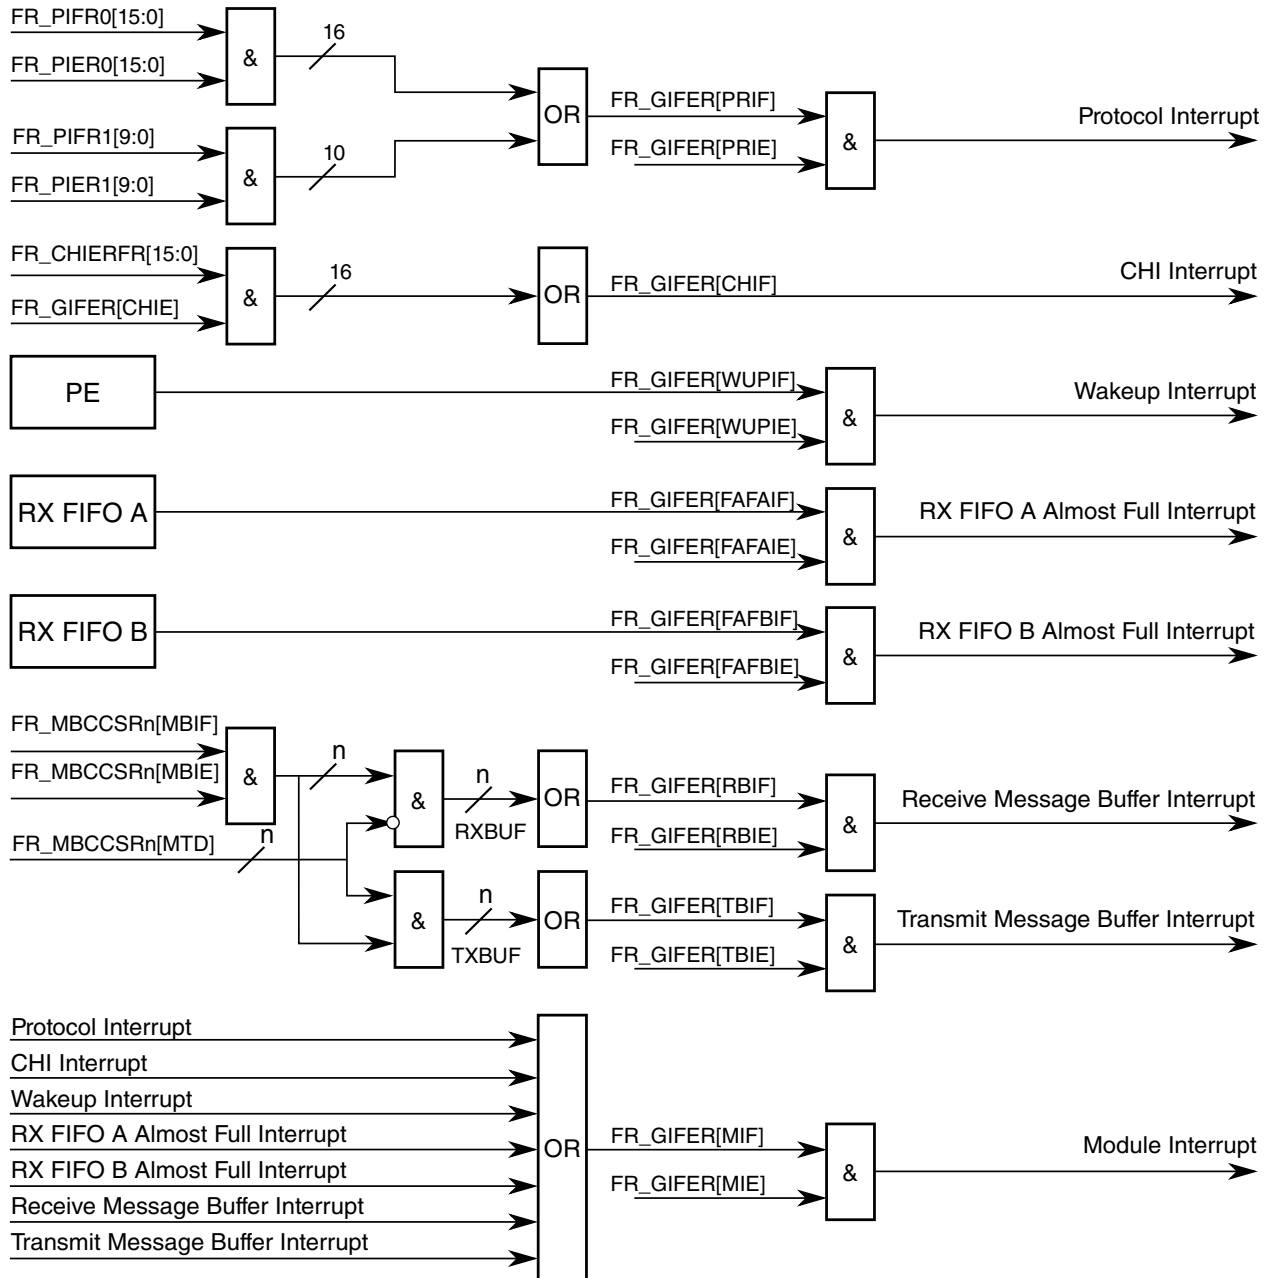 FR_PIFR0[15:0]
FR_PIER0[15:0]
&
16
FR_PIFR1[9:0]
FR_PIER1[9:0]
&
10
OR
FR_GIFER[PRIF]
FR_GIFER[PRIE]
&
Protocol Interrupt
FR_CHIERFR[15:0]
FR_GIFER[CHIE]
&
16
OR
FR_GIFER[CHIF]
CHI Interrupt
PE
FR_GIFER[WUPIF]
FR_GIFER[WUPIE]
&
Wakeup Interrupt
RX FIFO A
FR_GIFER[FAFAIF]
FR_GIFER[FAFAIE]
&
RX FIFO A Almost Full Interrupt
RX FIFO B
FR_GIFER[FAFBIF]
FR_GIFER[FAFBIE]
&
RX FIFO B Almost Full Interrupt
FR_MBCCSRn[MBIF]
FR_MBCCSRn[MBIE]
&
n
FR_MBCCSRn[MTD]
n
&
n
RXBUF
OR
FR_GIFER[RBIF]
FR_GIFER[RBIE]
&
Receive Message Buffer Interrupt
&
n
TXBUF
OR
FR_GIFER[TBIF]
FR_GIFER[TBIE]
&
Transmit Message Buffer Interrupt
Protocol Interrupt
CHI Interrupt
Wakeup Interrupt
RX FIFO A Almost Full Interrupt
RX FIFO B Almost Full Interrupt
Receive Message Buffer Interrupt
Transmit Message Buffer Interrupt
OR
FR_GIFER[MIF]
FR_GIFER[MIE]
&
Module Interrupt